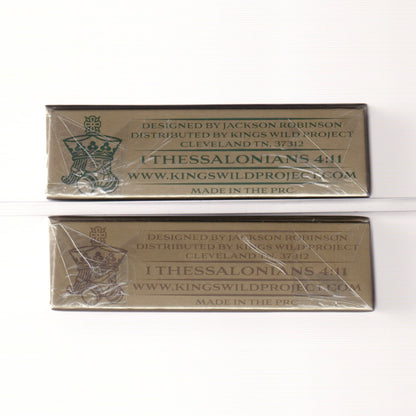 DESIGNED BY JACKSON ROBINSON
DISTRIBUTED BY KINGS WILD PROJECT
CLEVELAND TN, 37312
1 THESSALONIANS 4:11
WWW.KINGSWILDPROJECT.COM
MADE IN THE PRC
DESIGNED BY JACKSON ROBINSON
DISTRIBUTED BY KINGS WILD PROJECT
CLEVELAND TN, 37312
1 THESSALONIANS 4:11
WWW.KINGSWILDPROJECT.COM
MADE IN THE PRC